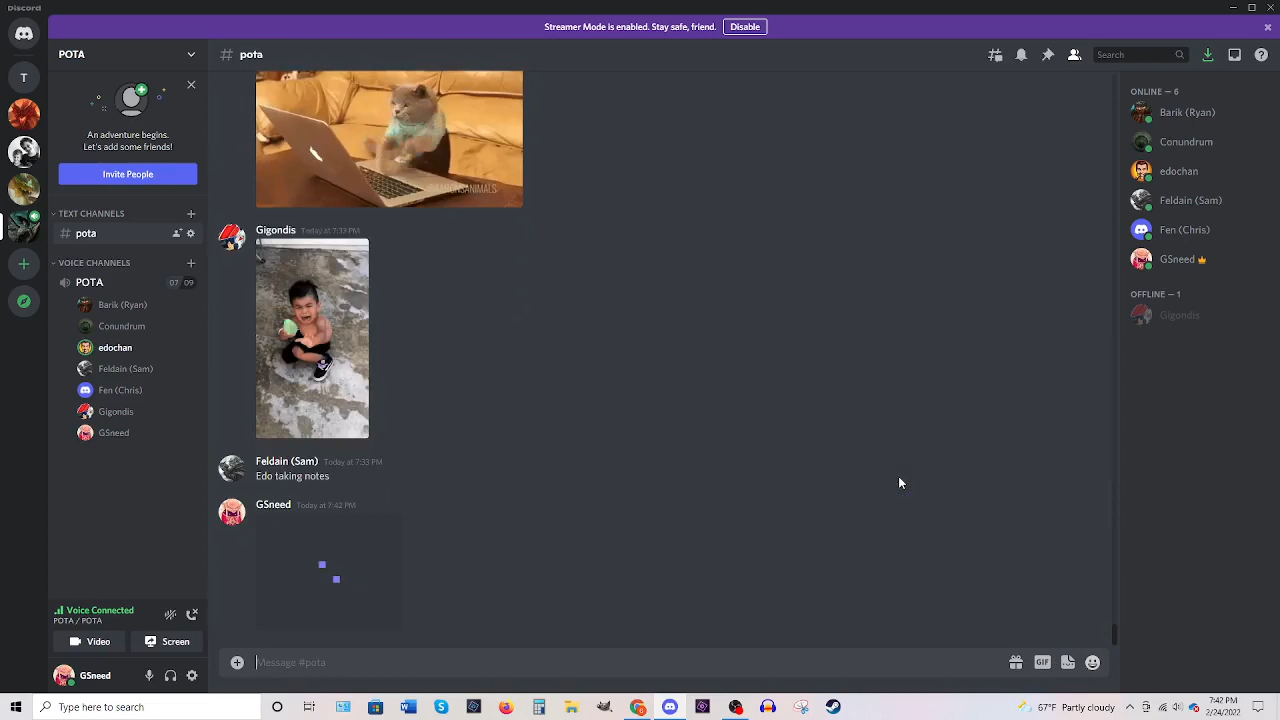 Discord
Streamer Mode is enabled. Stay safe, friend.
Disable
POTA
pota
Search
T
An adventure begins.
Let's add some friends!
Invite People
TEXT CHANNELS
pota
VOICE CHANNELS
POTA
07 09
Barik (Ryan)
Conundrum
edochan
Feldain (Sam)
Fen (Chris)
Gigondis
GSneed
Gigondis Today at 7:33 PM
Feldain (Sam) Today at 7:33 PM
Edo taking notes
GSneed Today at 7:42 PM
ONLINE — 6
Barik (Ryan)
Conundrum
edochan
Feldain (Sam)
Fen (Chris)
GSneed
OFFLINE — 1
Gigondis
Voice Connected
POTA / POTA
Video
Screen
GSneed
Message #pota
GIF
Type here to search
67°F Partly cloudy
7:42 PM
2/24/2022